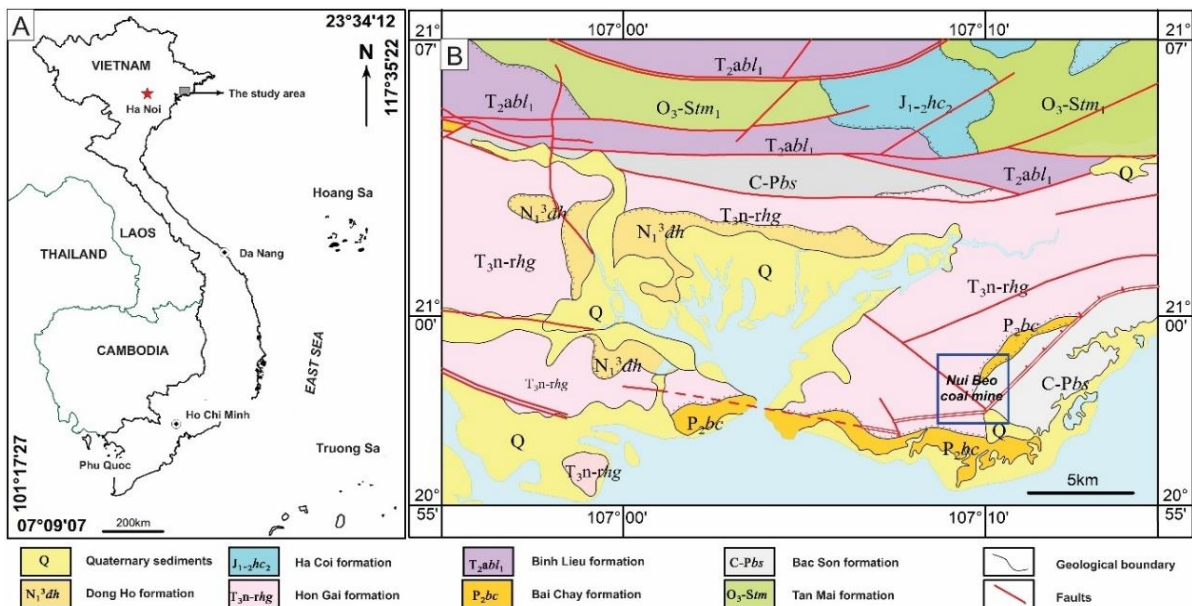 A
23°34'12
117°35'22
N
VIETNAM
Ha Noi
The study area
Hoang Sa
LAOS
THAILAND
Da Nang
CAMBODIA
EAST SEA
Ho Chi Minh
Truong Sa
Phu Quoc
101°17'27
07°09'07
200km
107°00'
107°10'
21°
07'
21°
07'
B
T₂abl₁
T₂abl₁
O₃-Stm₁
J₁₋₂hc₂
O₃-Stm₁
T₂abl₁
C-Pbs
T₂abl₁
Q
N₁³dh
T₃n-rhg
N₁³dh
T₃n-rhg
Q
T₃n-rhg
Q
21°
00'
21°
00'
P₂bc
N₁³dh
T₃n-rhg
Nui Beo
coal mine
C-Pbs
P₂bc
Q
Q
P₂bc
T₃n-rhg
5km
20°
55'
20°
55'
107°00'
107°10'
Q Quaternary sediments
J₁₋₂hc₂ Ha Coi formation
T₂abl₁ Binh Lieu formation
C-Pbs Bac Son formation
Geological boundary
N₁³dh Dong Ho formation
T₃n-rhg Hon Gai formation
P₂bc Bai Chay formation
O₃-Stm Tan Mai formation
Faults